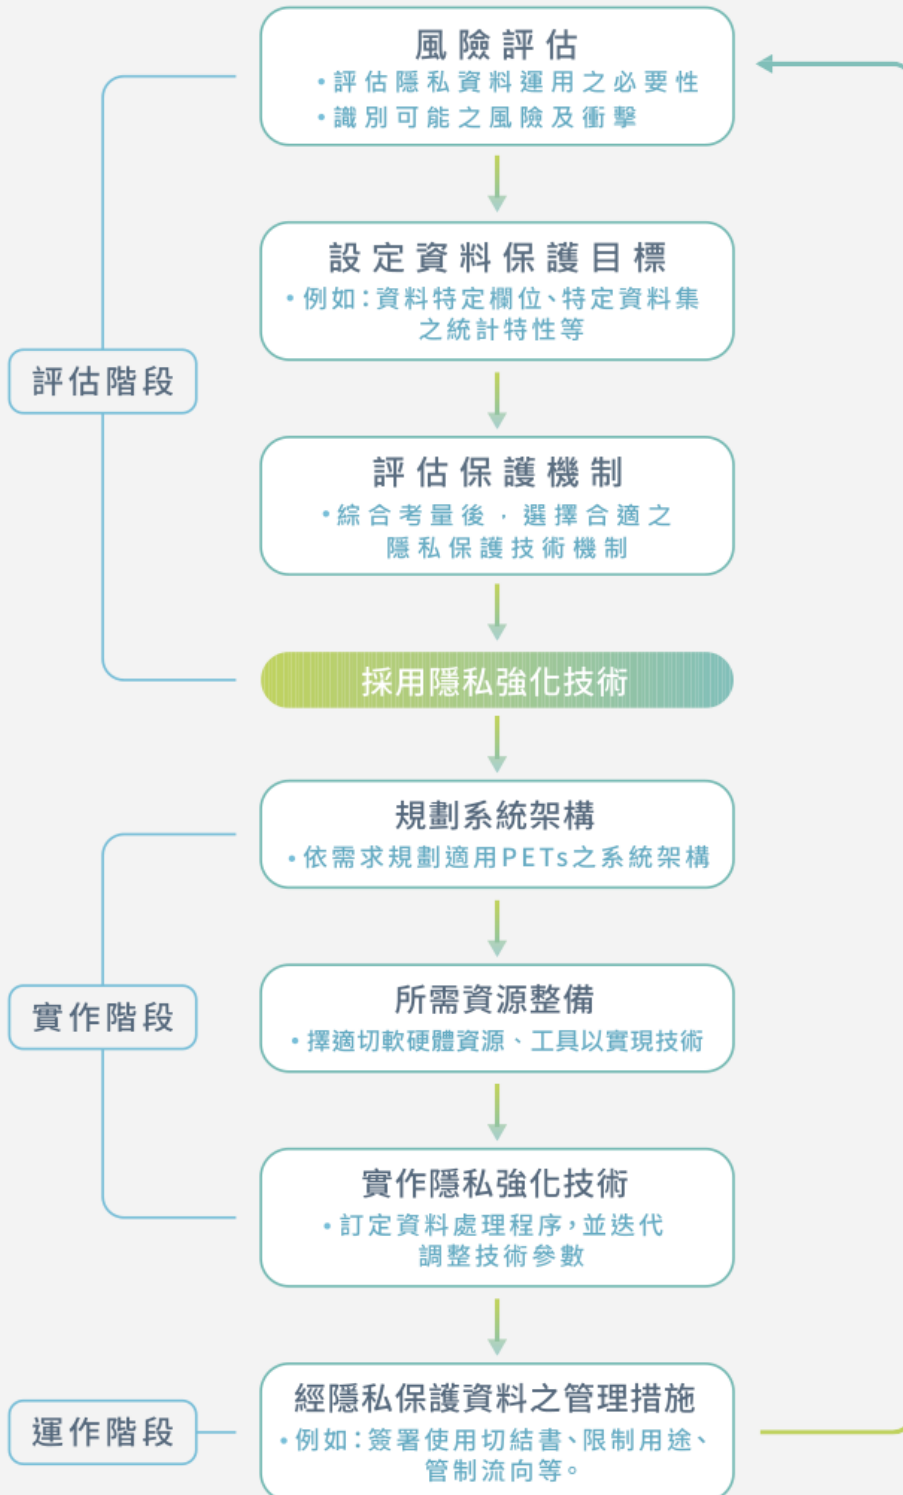 風險評估
•評估隱私資料運用之必要性
•識別可能之風險及衝擊
設定資料保護目標
•例如：資料特定欄位、特定資料集
之統計特性等
評估階段
評估保護機制
•綜合考量後，選擇合適之
隱私保護技術機制
採用隱私強化技術
規劃系統架構
•依需求規劃適用PETs之系統架構
實作階段
所需資源整備
•擇適切軟硬體資源、工具以實現技術
實作隱私強化技術
•訂定資料處理程序，並迭代
調整技術參數
運作階段
經隱私保護資料之管理措施
•例如：簽署使用切結書、限制用途、
管制流向等。